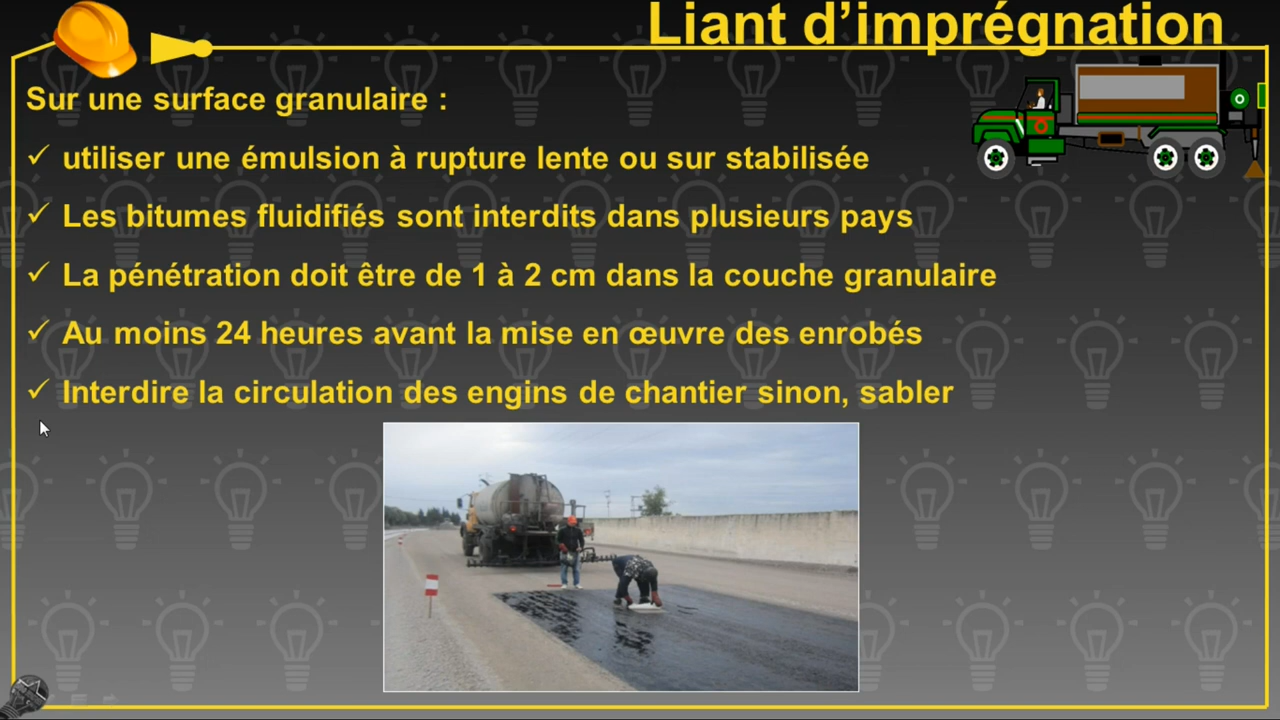 Liant d’imprégnation
Sur une surface granulaire :
✓ utiliser une émulsion à rupture lente ou sur stabilisée
✓ Les bitumes fluidifiés sont interdits dans plusieurs pays
✓ La pénétration doit être de 1 à 2 cm dans la couche granulaire
✓ Au moins 24 heures avant la mise en œuvre des enrobés
✓ Interdire la circulation des engins de chantier sinon, sabler